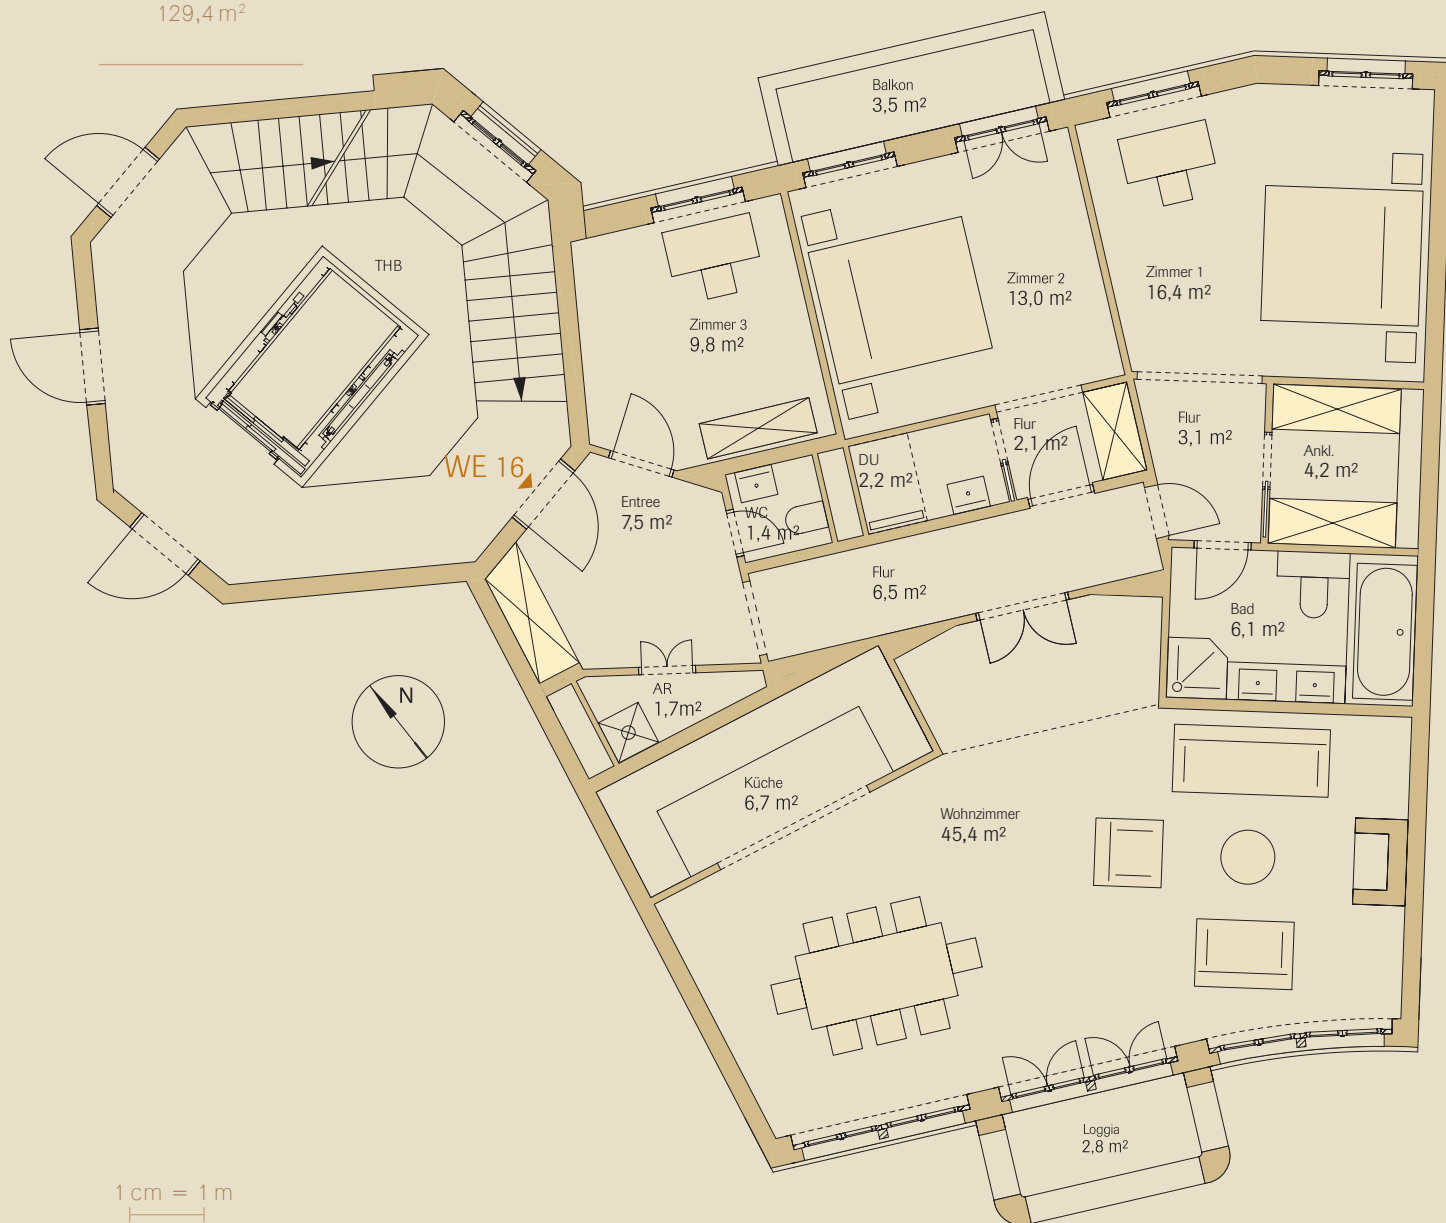 129,4 m²
Balkon
3,5 m²
THB
Zimmer 3
9,8 m²
Zimmer 2
13,0 m²
Zimmer 1
16,4 m²
WE 16
Entree
7,5 m²
WC
1,4 m²
DU
2,2 m²
Flur
2,1 m²
Flur
3,1 m²
Ankl.
4,2 m²
Flur
6,5 m²
Bad
6,1 m²
N
AR
1,7m²
Küche
6,7 m²
Wohnzimmer
45,4 m²
Loggia
2,8 m²
1 cm = 1 m